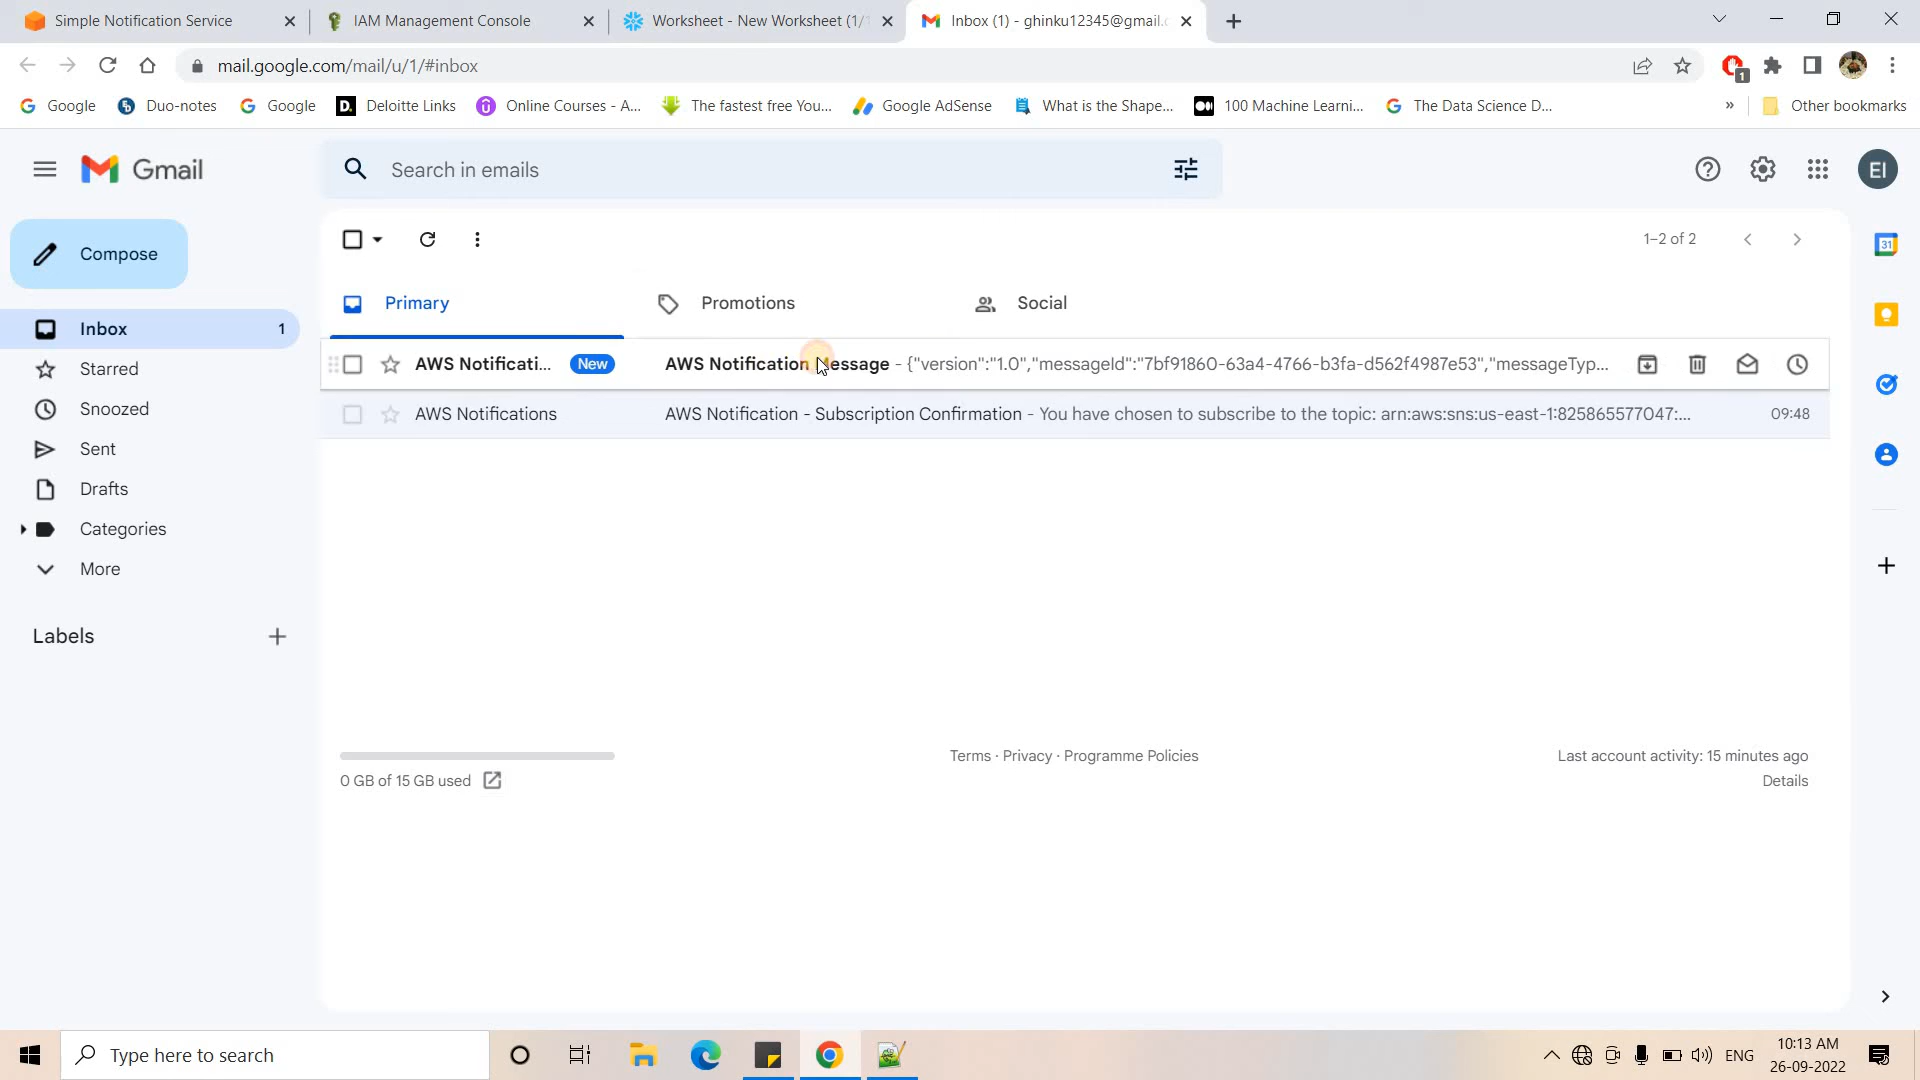 Simple Notification Service
IAM Management Console
Worksheet - New Worksheet (1/1
Inbox (1) - ghinku12345@gmail.c
mail.google.com/mail/u/1/#inbox
1
Google
Duo-notes
Google
D.
Deloitte Links
Online Courses - A...
The fastest free You...
Google AdSense
What is the Shape...
100 Machine Learni...
The Data Science D...
»
Other bookmarks
Gmail
Search in emails
EI
Compose
1–2 of 2
31
Primary
Promotions
Social
Inbox 1
AWS Notificati... New AWS Notification Message - {"version":"1.0","messageId":"7bf91860-63a4-4766-b3fa-d562f4987e53","messageTyp...
Starred
Snoozed
AWS Notifications AWS Notification - Subscription Confirmation - You have chosen to subscribe to the topic: arn:aws:sns:us-east-1:825865577047:... 09:48
Sent
Drafts
Categories
More
Labels
0 GB of 15 GB used
Terms · Privacy · Programme Policies
Last account activity: 15 minutes ago
Details
Type here to search
ENG
10:13 AM
26-09-2022